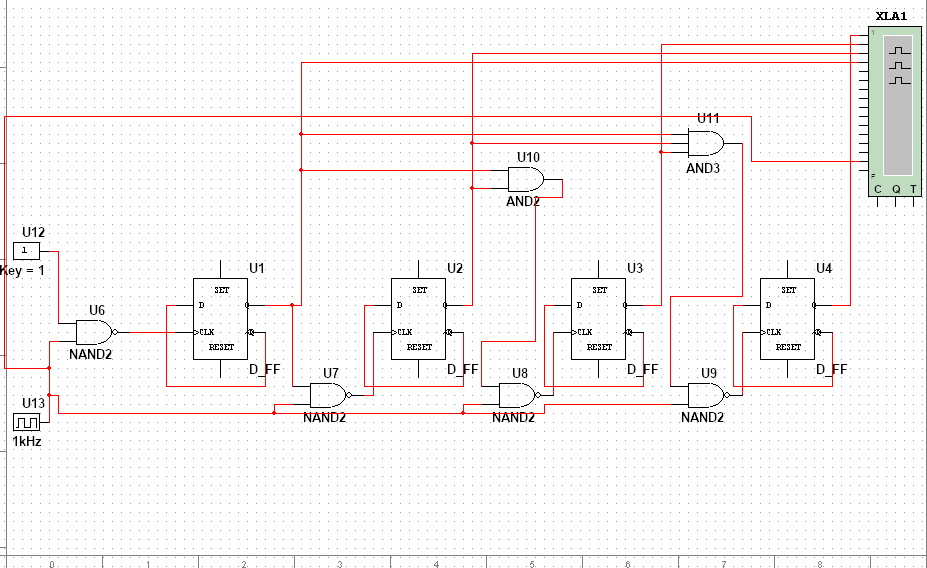 XLA1
1
F
C Q T
U11
AND3
U10
AND2
U12
1
Key = 1
U6
NAND2
U13
1kHz
U1
SET
D Q
CLK ~Q
RESET
D_FF
U2
SET
D Q
CLK ~Q
RESET
D_FF
U3
SET
D Q
CLK ~Q
RESET
D_FF
U4
SET
D Q
CLK ~Q
RESET
D_FF
U7
NAND2
U8
NAND2
U9
NAND2
0 1 2 3 4 5 6 7 8